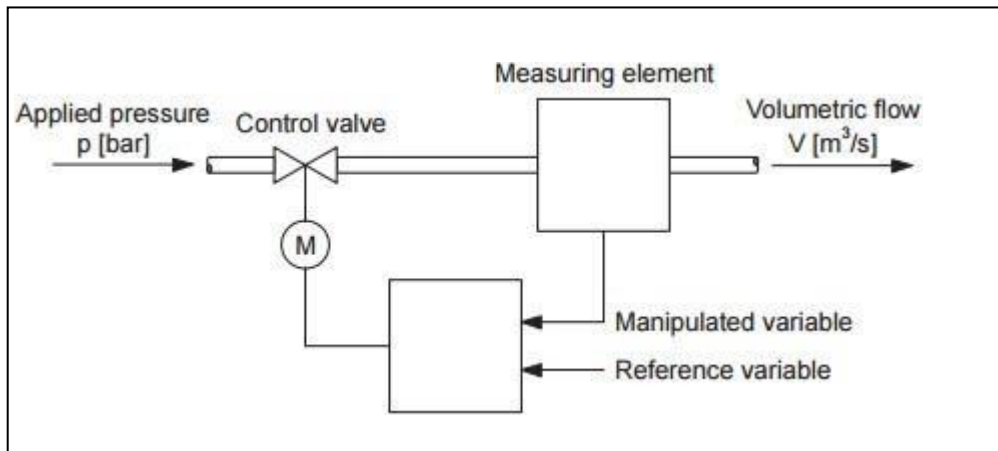 Measuring element
Applied pressure
p [bar]
Control valve
Volumetric flow
V [m³/s]
M
Manipulated variable
Reference variable